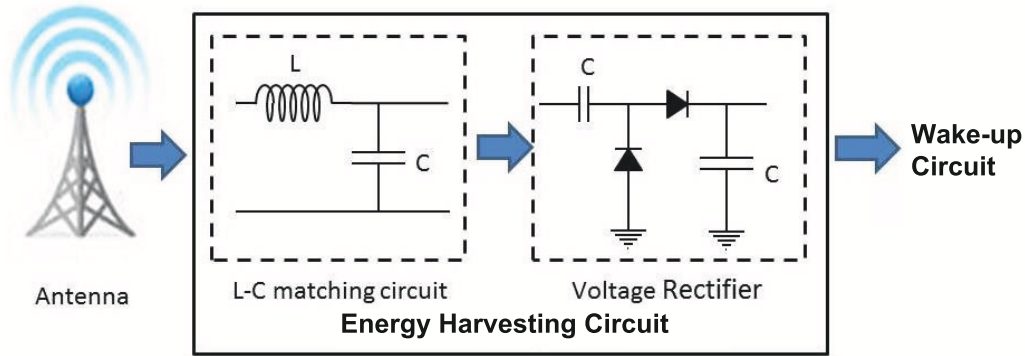 L
C
C
C
Wake-up
Circuit
Antenna
L-C matching circuit
Voltage Rectifier
Energy Harvesting Circuit